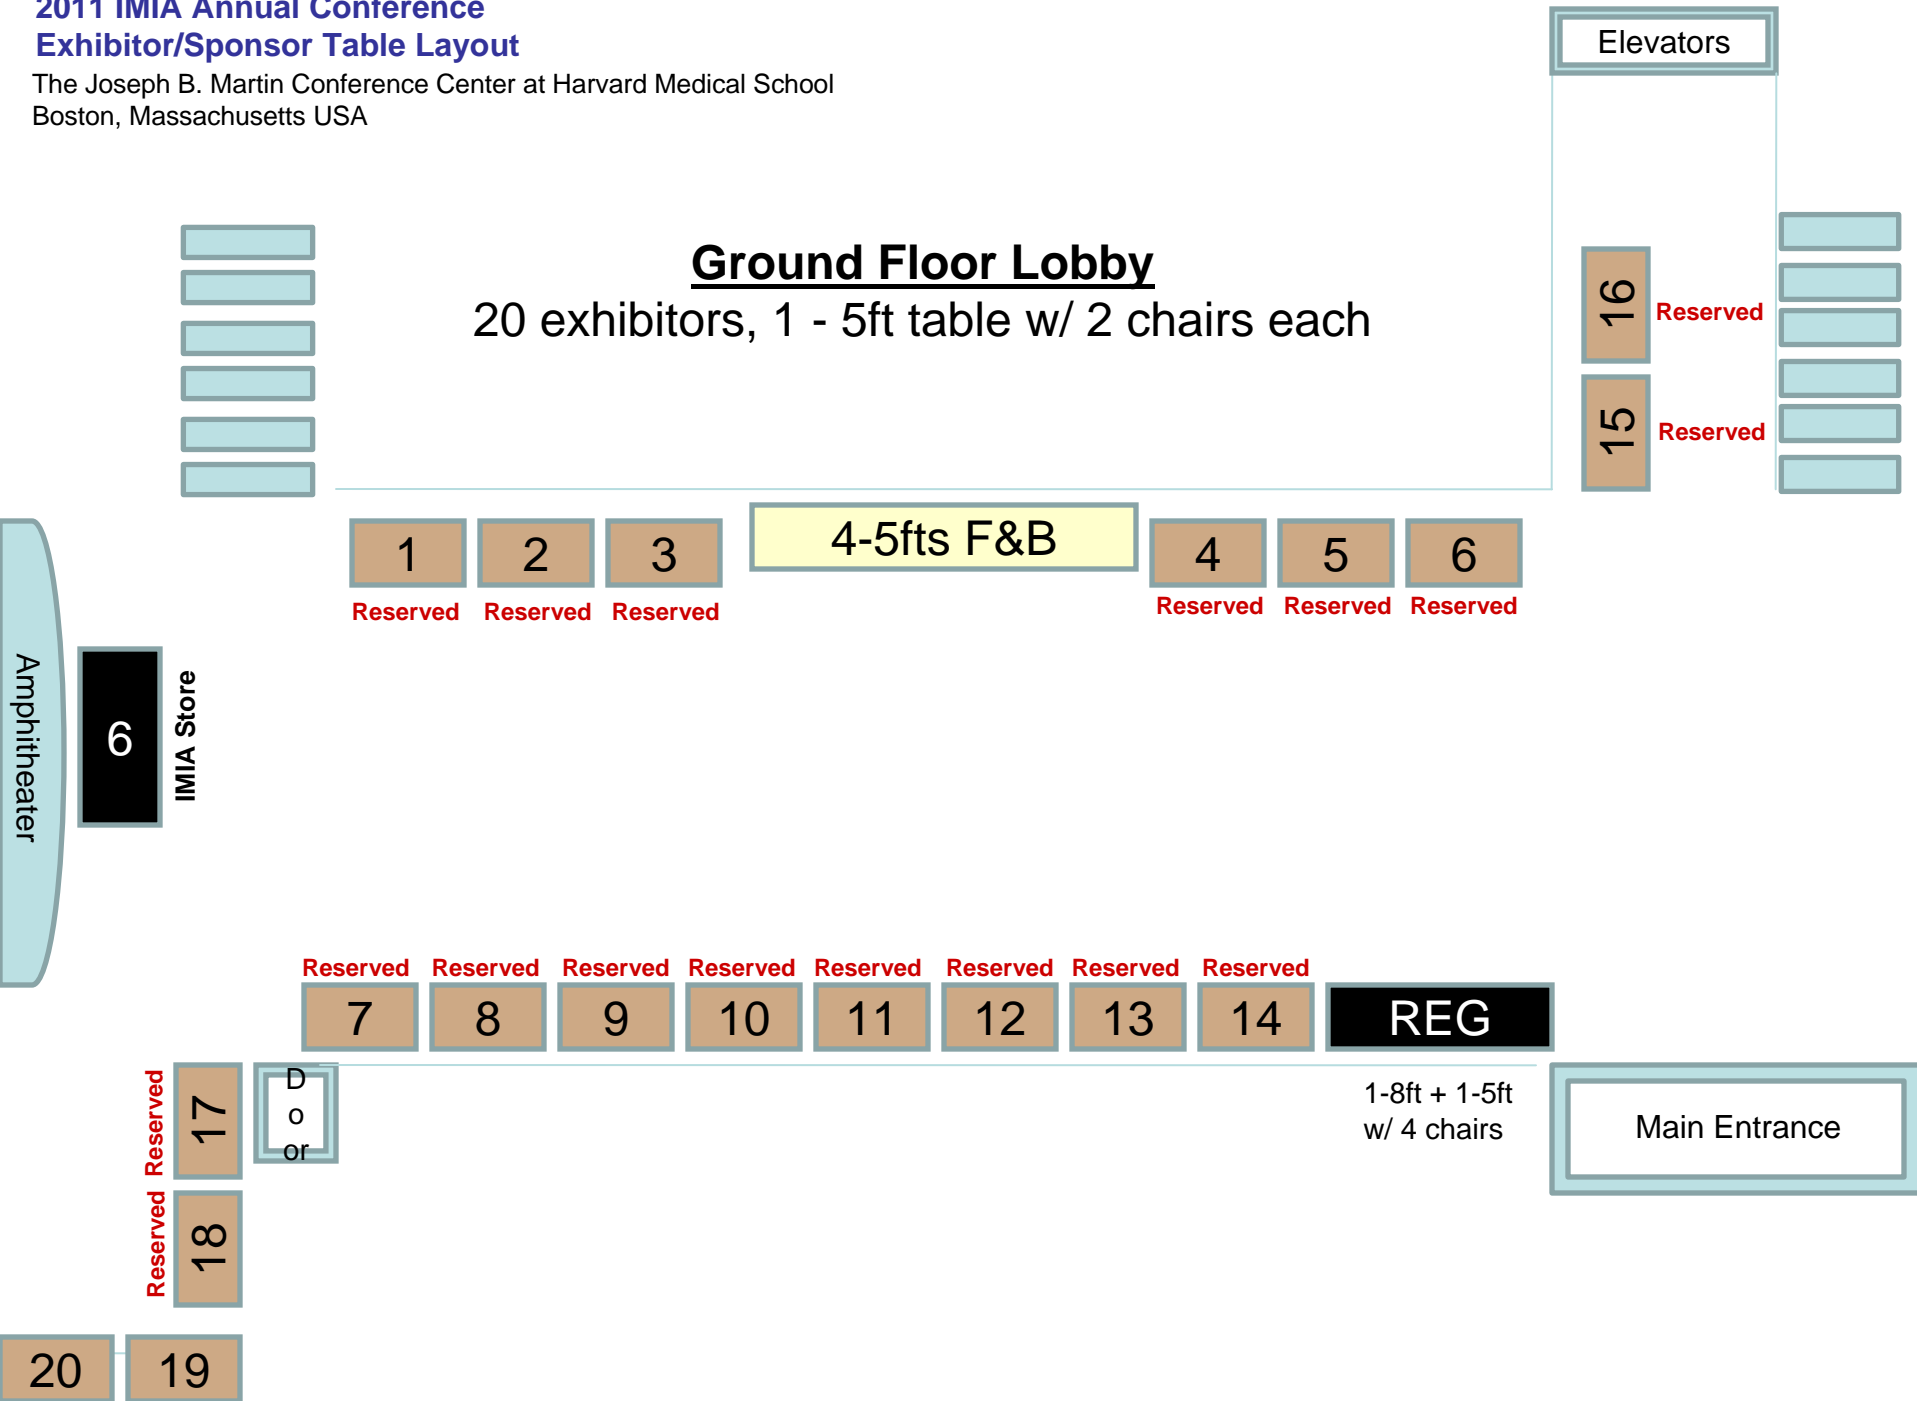 2011 IMIA Annual Conference
Exhibitor/Sponsor Table Layout
The Joseph B. Martin Conference Center at Harvard Medical School
Boston, Massachusetts USA
Elevators
Ground Floor Lobby
20 exhibitors, 1 - 5ft table w/ 2 chairs each
16
Reserved
15
Reserved
1
2
3
4-5fts F&B
4
5
6
Reserved
Reserved
Reserved
Reserved
Reserved
Reserved
Amphitheater
6
IMIA Store
Reserved
Reserved
Reserved
Reserved
Reserved
Reserved
Reserved
Reserved
7
8
9
10
11
12
13
14
REG
Reserved
17
D
o
or
1-8ft + 1-5ft
w/ 4 chairs
Main Entrance
Reserved
18
20
19